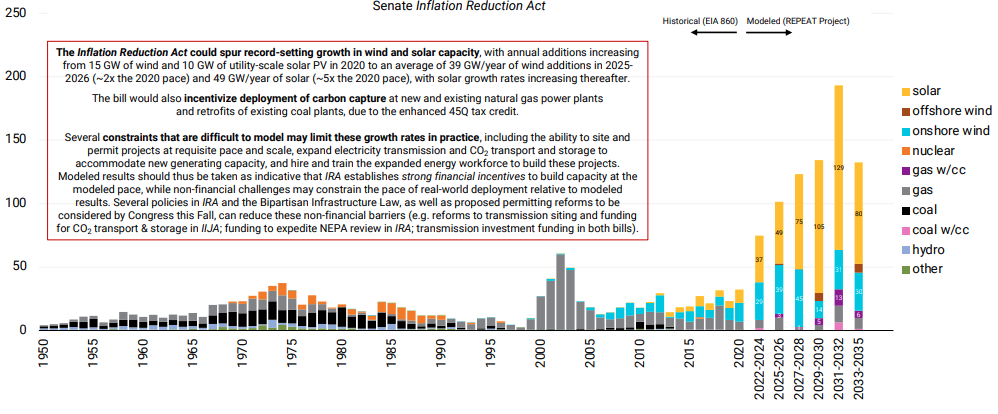 Senate Inflation Reduction Act
250
200
150
100
50
0
Historical (EIA 860)
Modeled (REPEAT Project)
The Inflation Reduction Act could spur record-setting growth in wind and solar capacity, with annual additions increasing
from 15 GW of wind and 10 GW of utility-scale solar PV in 2020 to an average of 39 GW/year of wind additions in 2025-
2026 (~2x the 2020 pace) and 49 GW/year of solar (~5x the 2020 pace), with solar growth rates increasing thereafter.
The bill would also incentivize deployment of carbon capture at new and existing natural gas power plants
and retrofits of existing coal plants, due to the enhanced 45Q tax credit.
Several constraints that are difficult to model may limit these growth rates in practice, including the ability to site and
permit projects at requisite pace and scale, expand electricity transmission and CO₂ transport and storage to
accommodate new generating capacity, and hire and train the expanded energy workforce to build these projects.
Modeled results should thus be taken as indicative that IRA establishes strong financial incentives to build capacity at the
modeled pace, while non-financial challenges may constrain the pace of real-world deployment relative to modeled
results. Several policies in IRA and the Bipartisan Infrastructure Law, as well as proposed permitting reforms to be
considered by Congress this Fall, can reduce these non-financial barriers (e.g. reforms to transmission siting and funding
for CO₂ transport & storage in IIJA; funding to expedite NEPA review in IRA; transmission investment funding in both bills).
solar
offshore wind
onshore wind
nuclear
gas w/cc
gas
coal
coal w/cc
hydro
other
37
29
49
39
3
75
45
105
14
5
129
31
13
80
30
6
1950
1955
1960
1965
1970
1975
1980
1985
1990
1995
2000
2005
2010
2015
2020
2022-2024
2025-2026
2027-2028
2029-2030
2031-2032
2033-2035